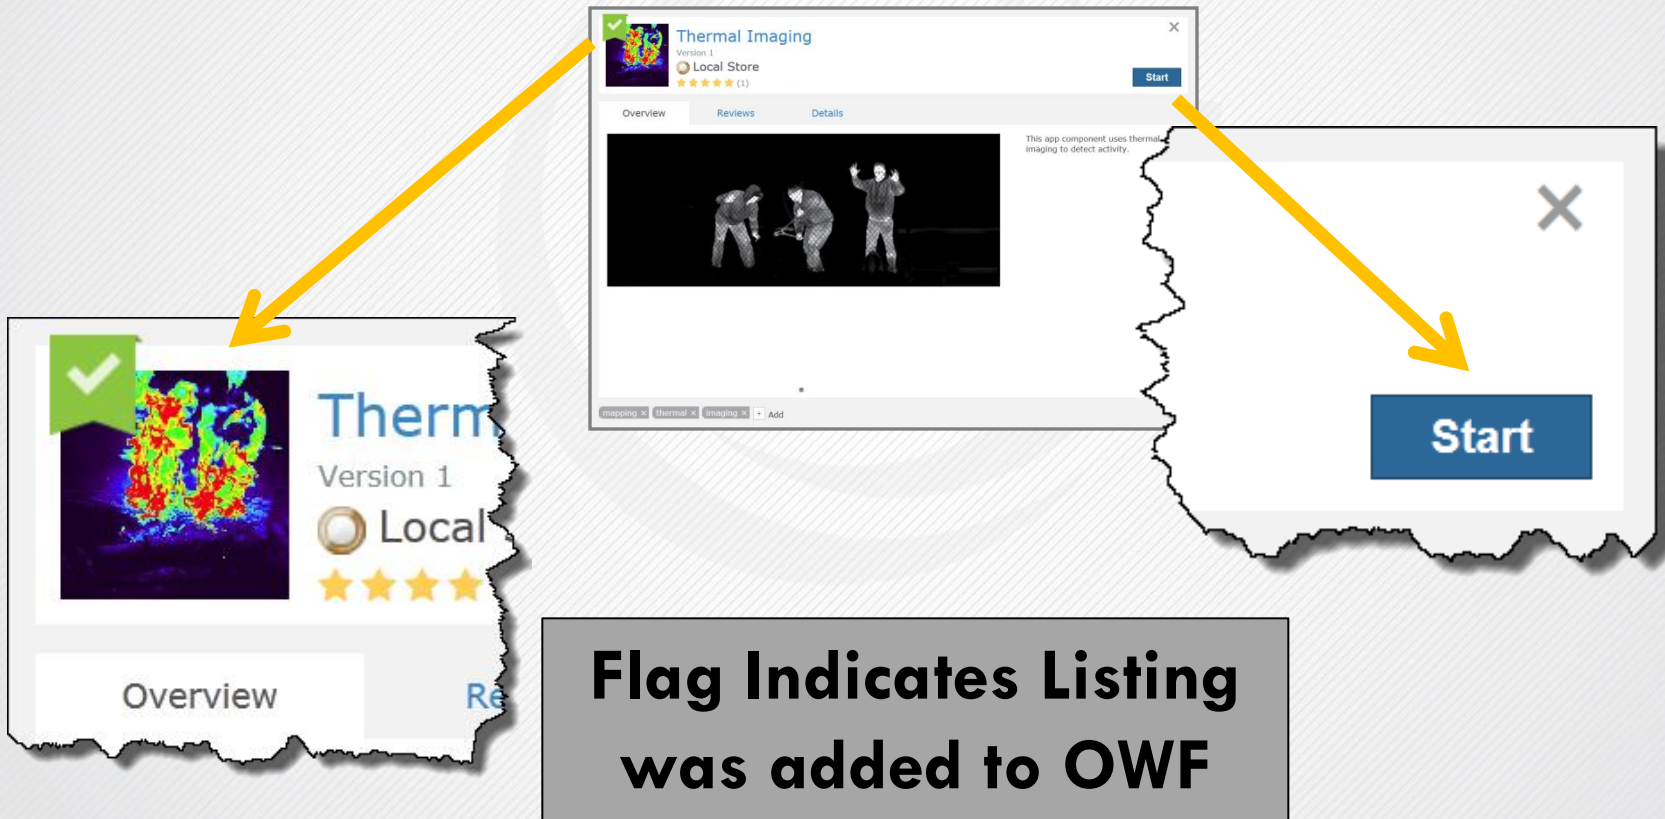 Thermal Imaging
Version 1
Local Store
(1)
Start
Overview Reviews Details
This app component uses thermal
imaging to detect activity.
mapping × thermal × imaging × + Add
Therm
Version 1
Local
Overview Re
Start
Flag Indicates Listing
was added to OWF